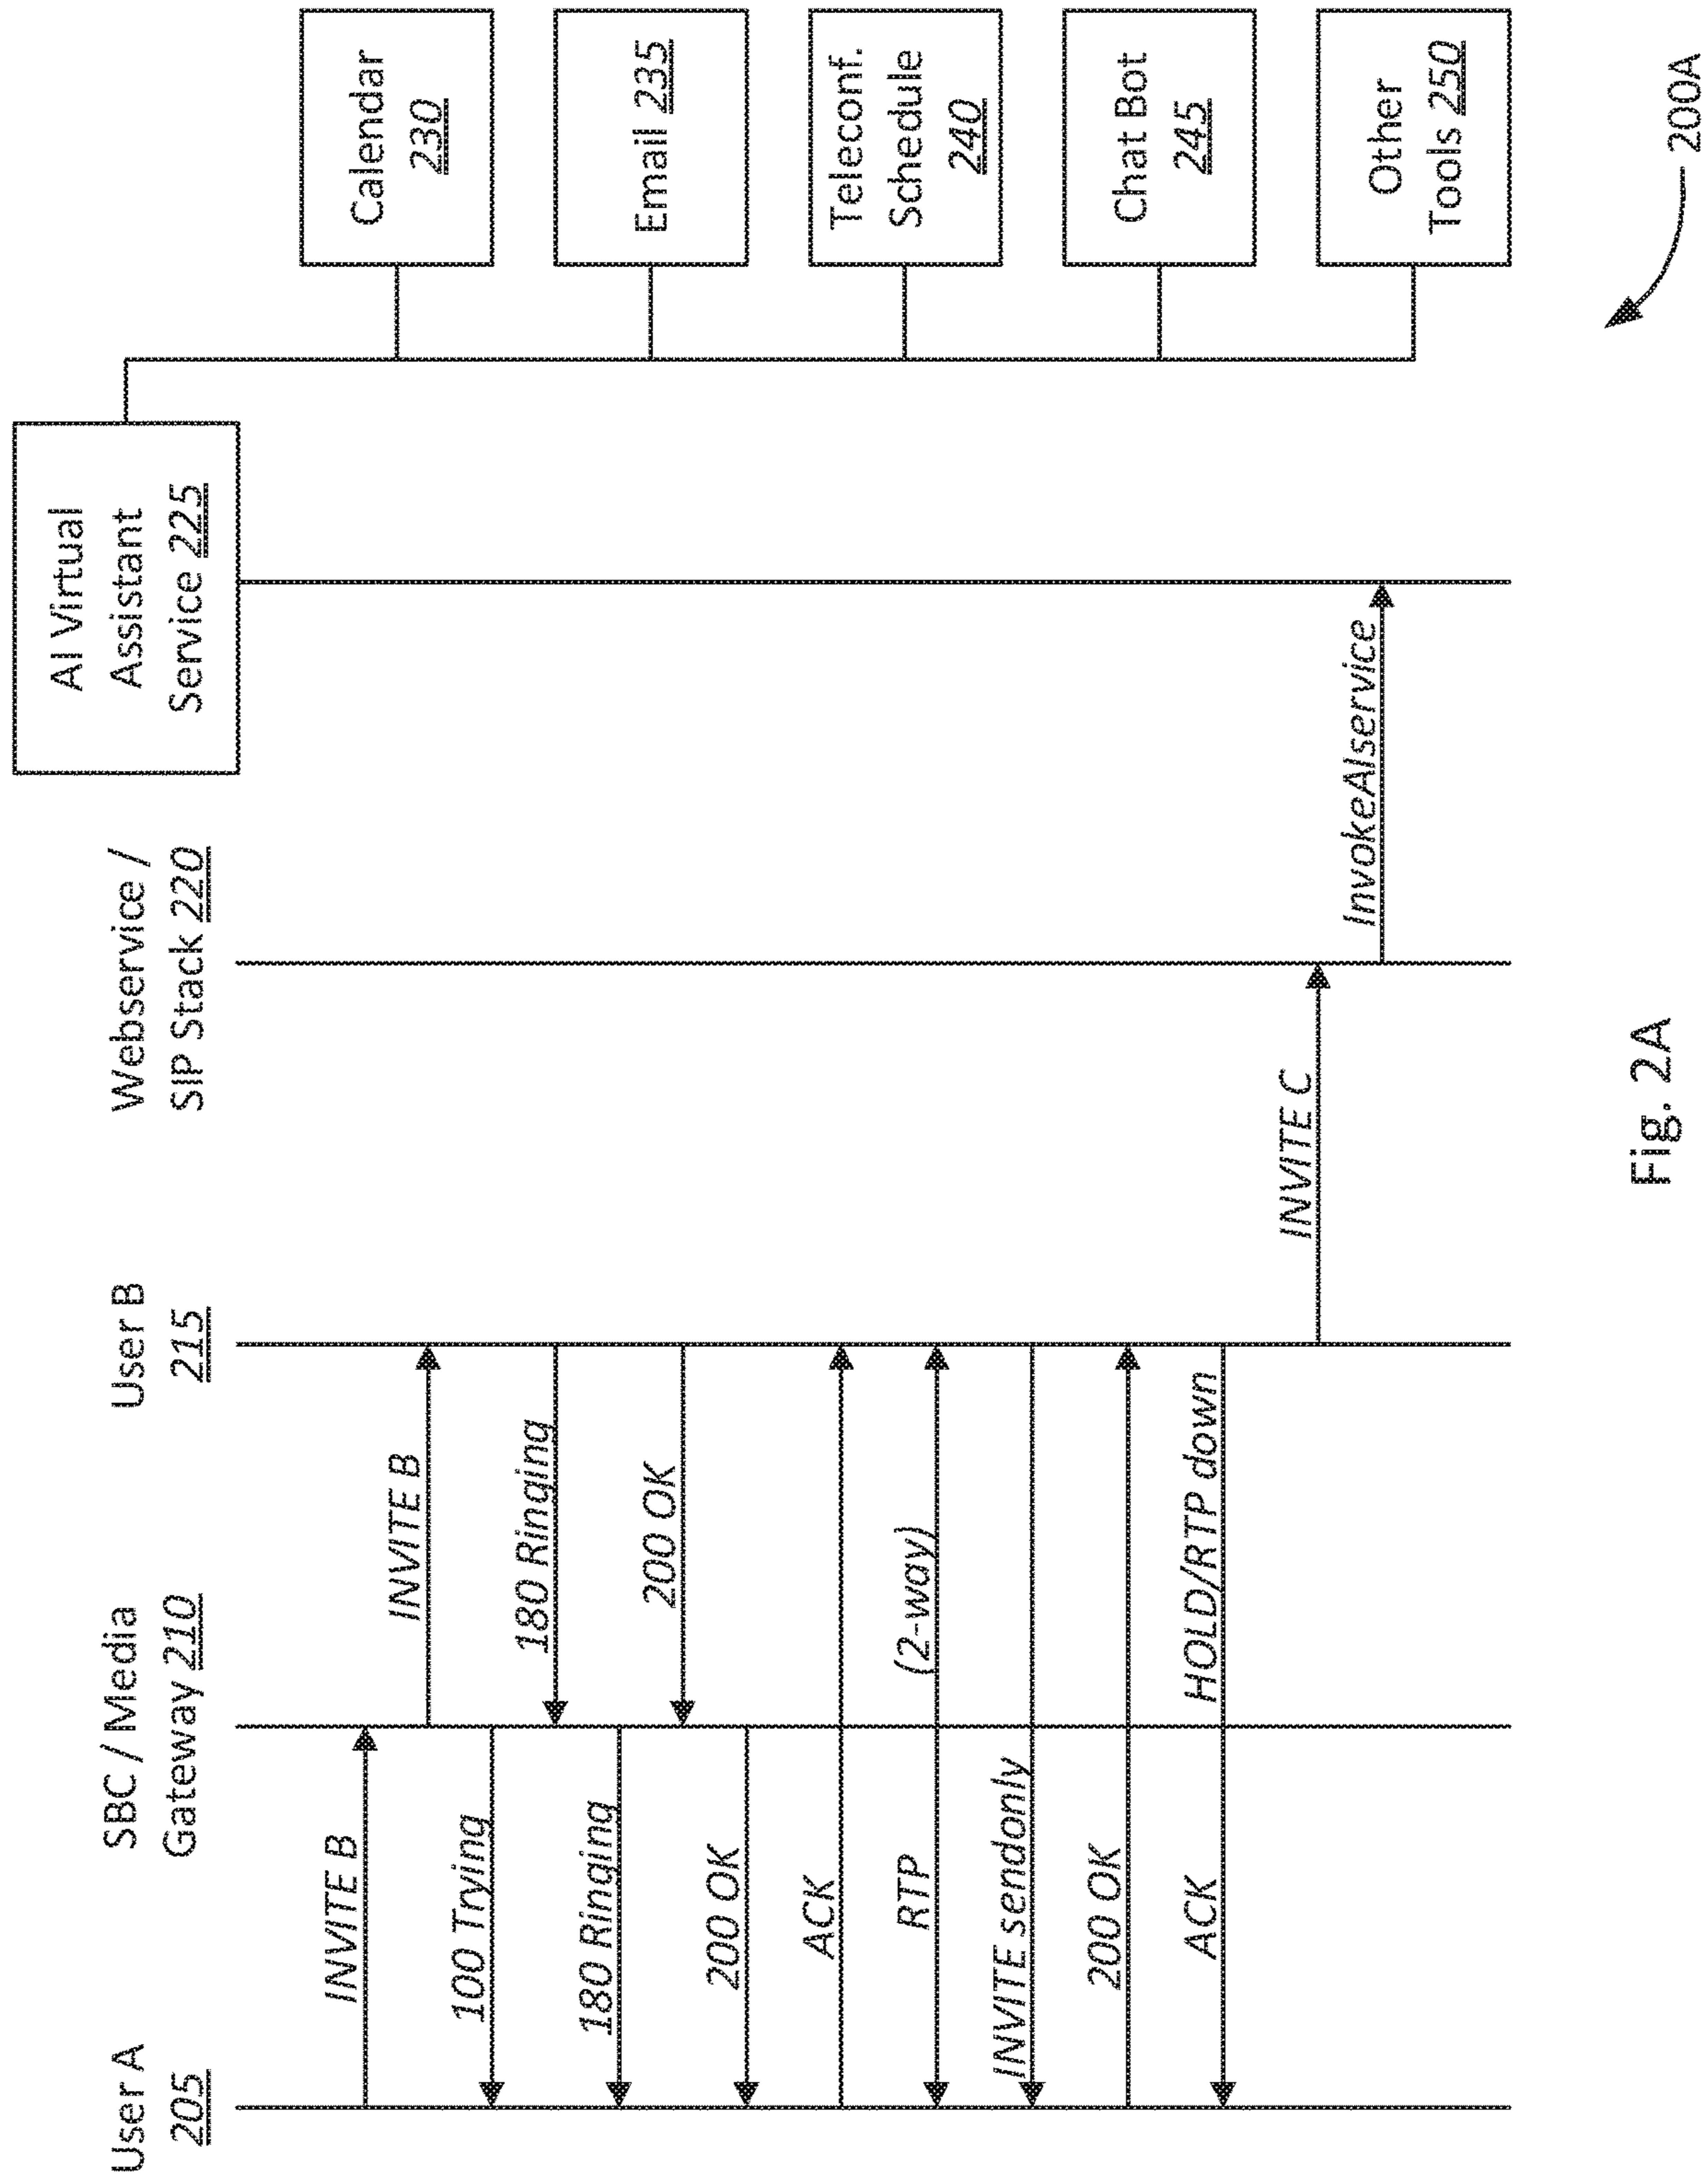 User A
205
SBC / Media
Gateway 210
User B
215
Webservice /
SIP Stack 220
AI Virtual
Assistant
Service 225
Calendar
230
Email 235
Teleconf.
Schedule
240
Chat Bot
245
Other
Tools 250
INVITE B
INVITE B
100 Trying
180 Ringing
180 Ringing
200 OK
200 OK
ACK
RTP
(2-way)
INVITE sendonly
200 OK
ACK
HOLD/RTP down
INVITE C
InvokeAIservice
200A
Fig. 2A